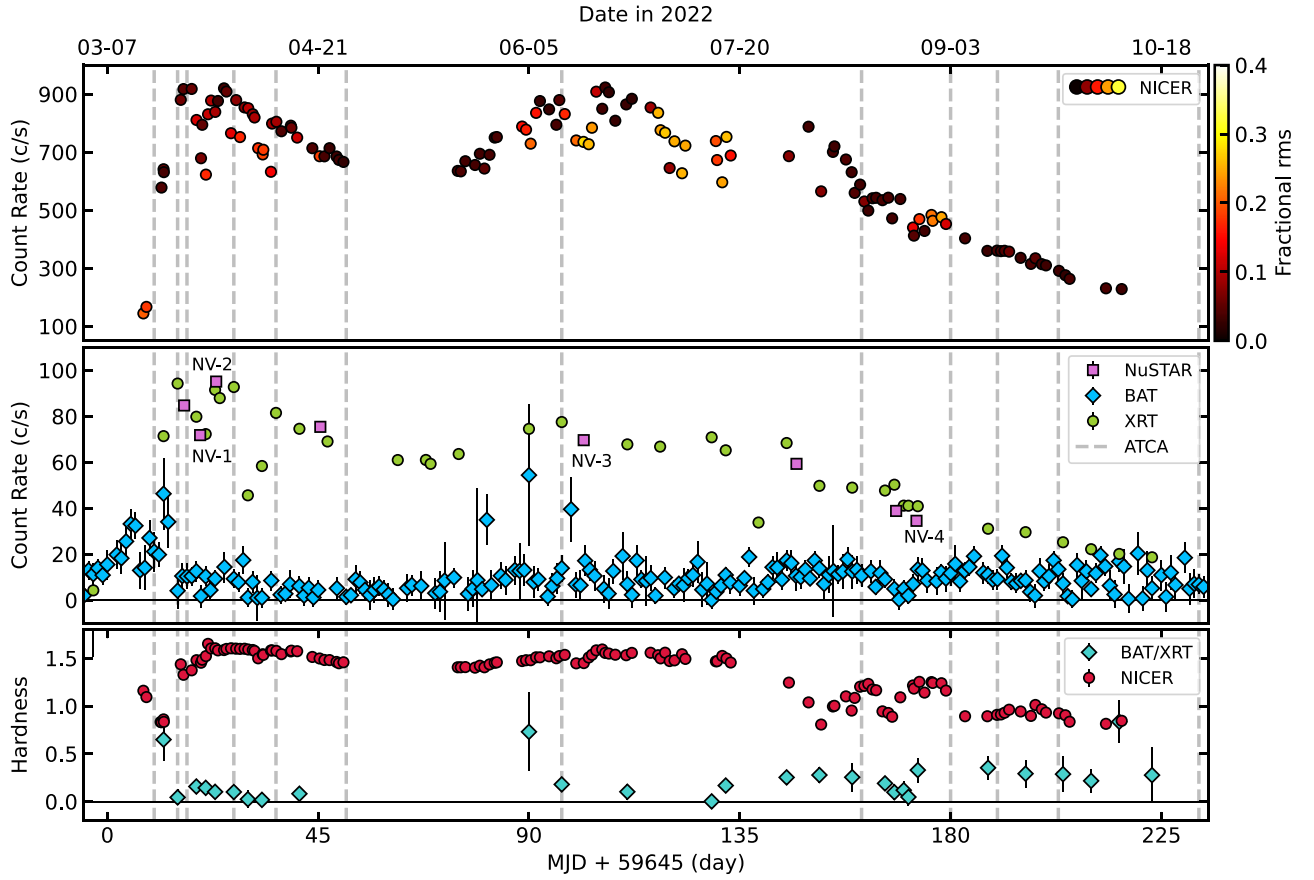 Date in 2022
03-07 04-21 06-05 07-20 09-03 10-18
Count Rate (c/s)
900
700
500
300
100
NICER
0.4
0.3
0.2
0.1
0.0
Fractional rms
Count Rate (c/s)
100
80
60
40
20
0
NV-2
NV-1
NV-3
NV-4
NuSTAR
BAT
XRT
ATCA
Hardness
1.5
1.0
0.5
0.0
BAT/XRT
NICER
0 45 90 135 180 225
MJD + 59645 (day)